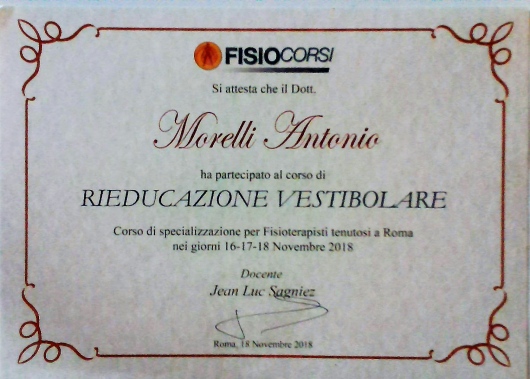 FISIOCORSI
Si attesta che il Dott.
Morelli Antonio
ha partecipato al corso di
RIEDUCAZIONE VESTIBOLARE
Corso di specializzazione per Fisioterapisti tenutosi a Roma
nei giorni 16-17-18 Novembre 2018
Docente
Jean Luc Sagniez
Roma, 18 Novembre 2018